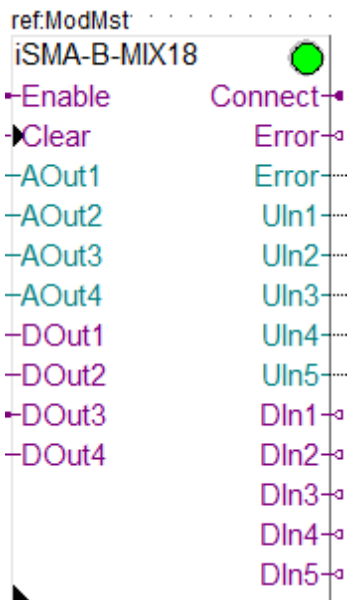 ref:ModMst
iSMA-B-MIX18
Enable Connect
Clear Error
AOut1 Error
AOut2 UIn1
AOut3 UIn2
AOut4 UIn3
DOut1 UIn4
DOut2 UIn5
DOut3 DIn1
DOut4 DIn2
DIn3
DIn4
DIn5